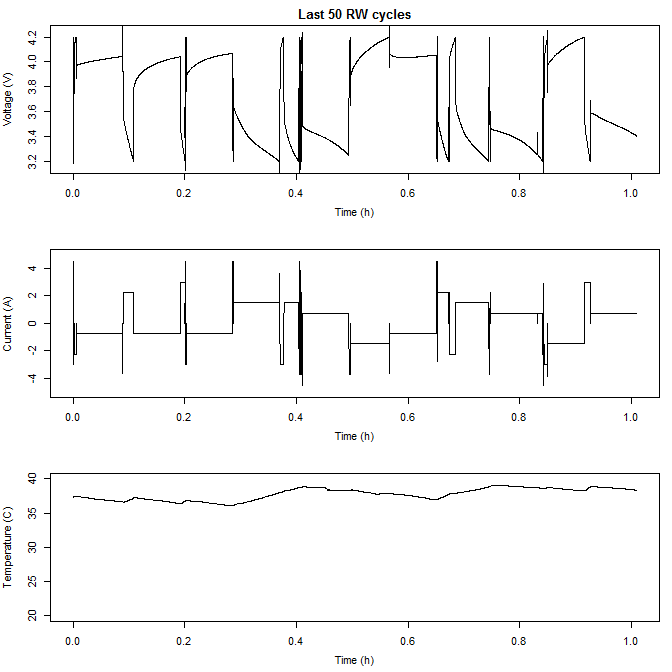 Last 50 RW cycles
Voltage (V)
4.2
4.0
3.8
3.6
3.4
3.2
0.0 0.2 0.4 0.6 0.8 1.0
Time (h)
Current (A)
4
2
0
-2
-4
0.0 0.2 0.4 0.6 0.8 1.0
Time (h)
Temperature (C)
40
35
30
25
20
0.0 0.2 0.4 0.6 0.8 1.0
Time (h)